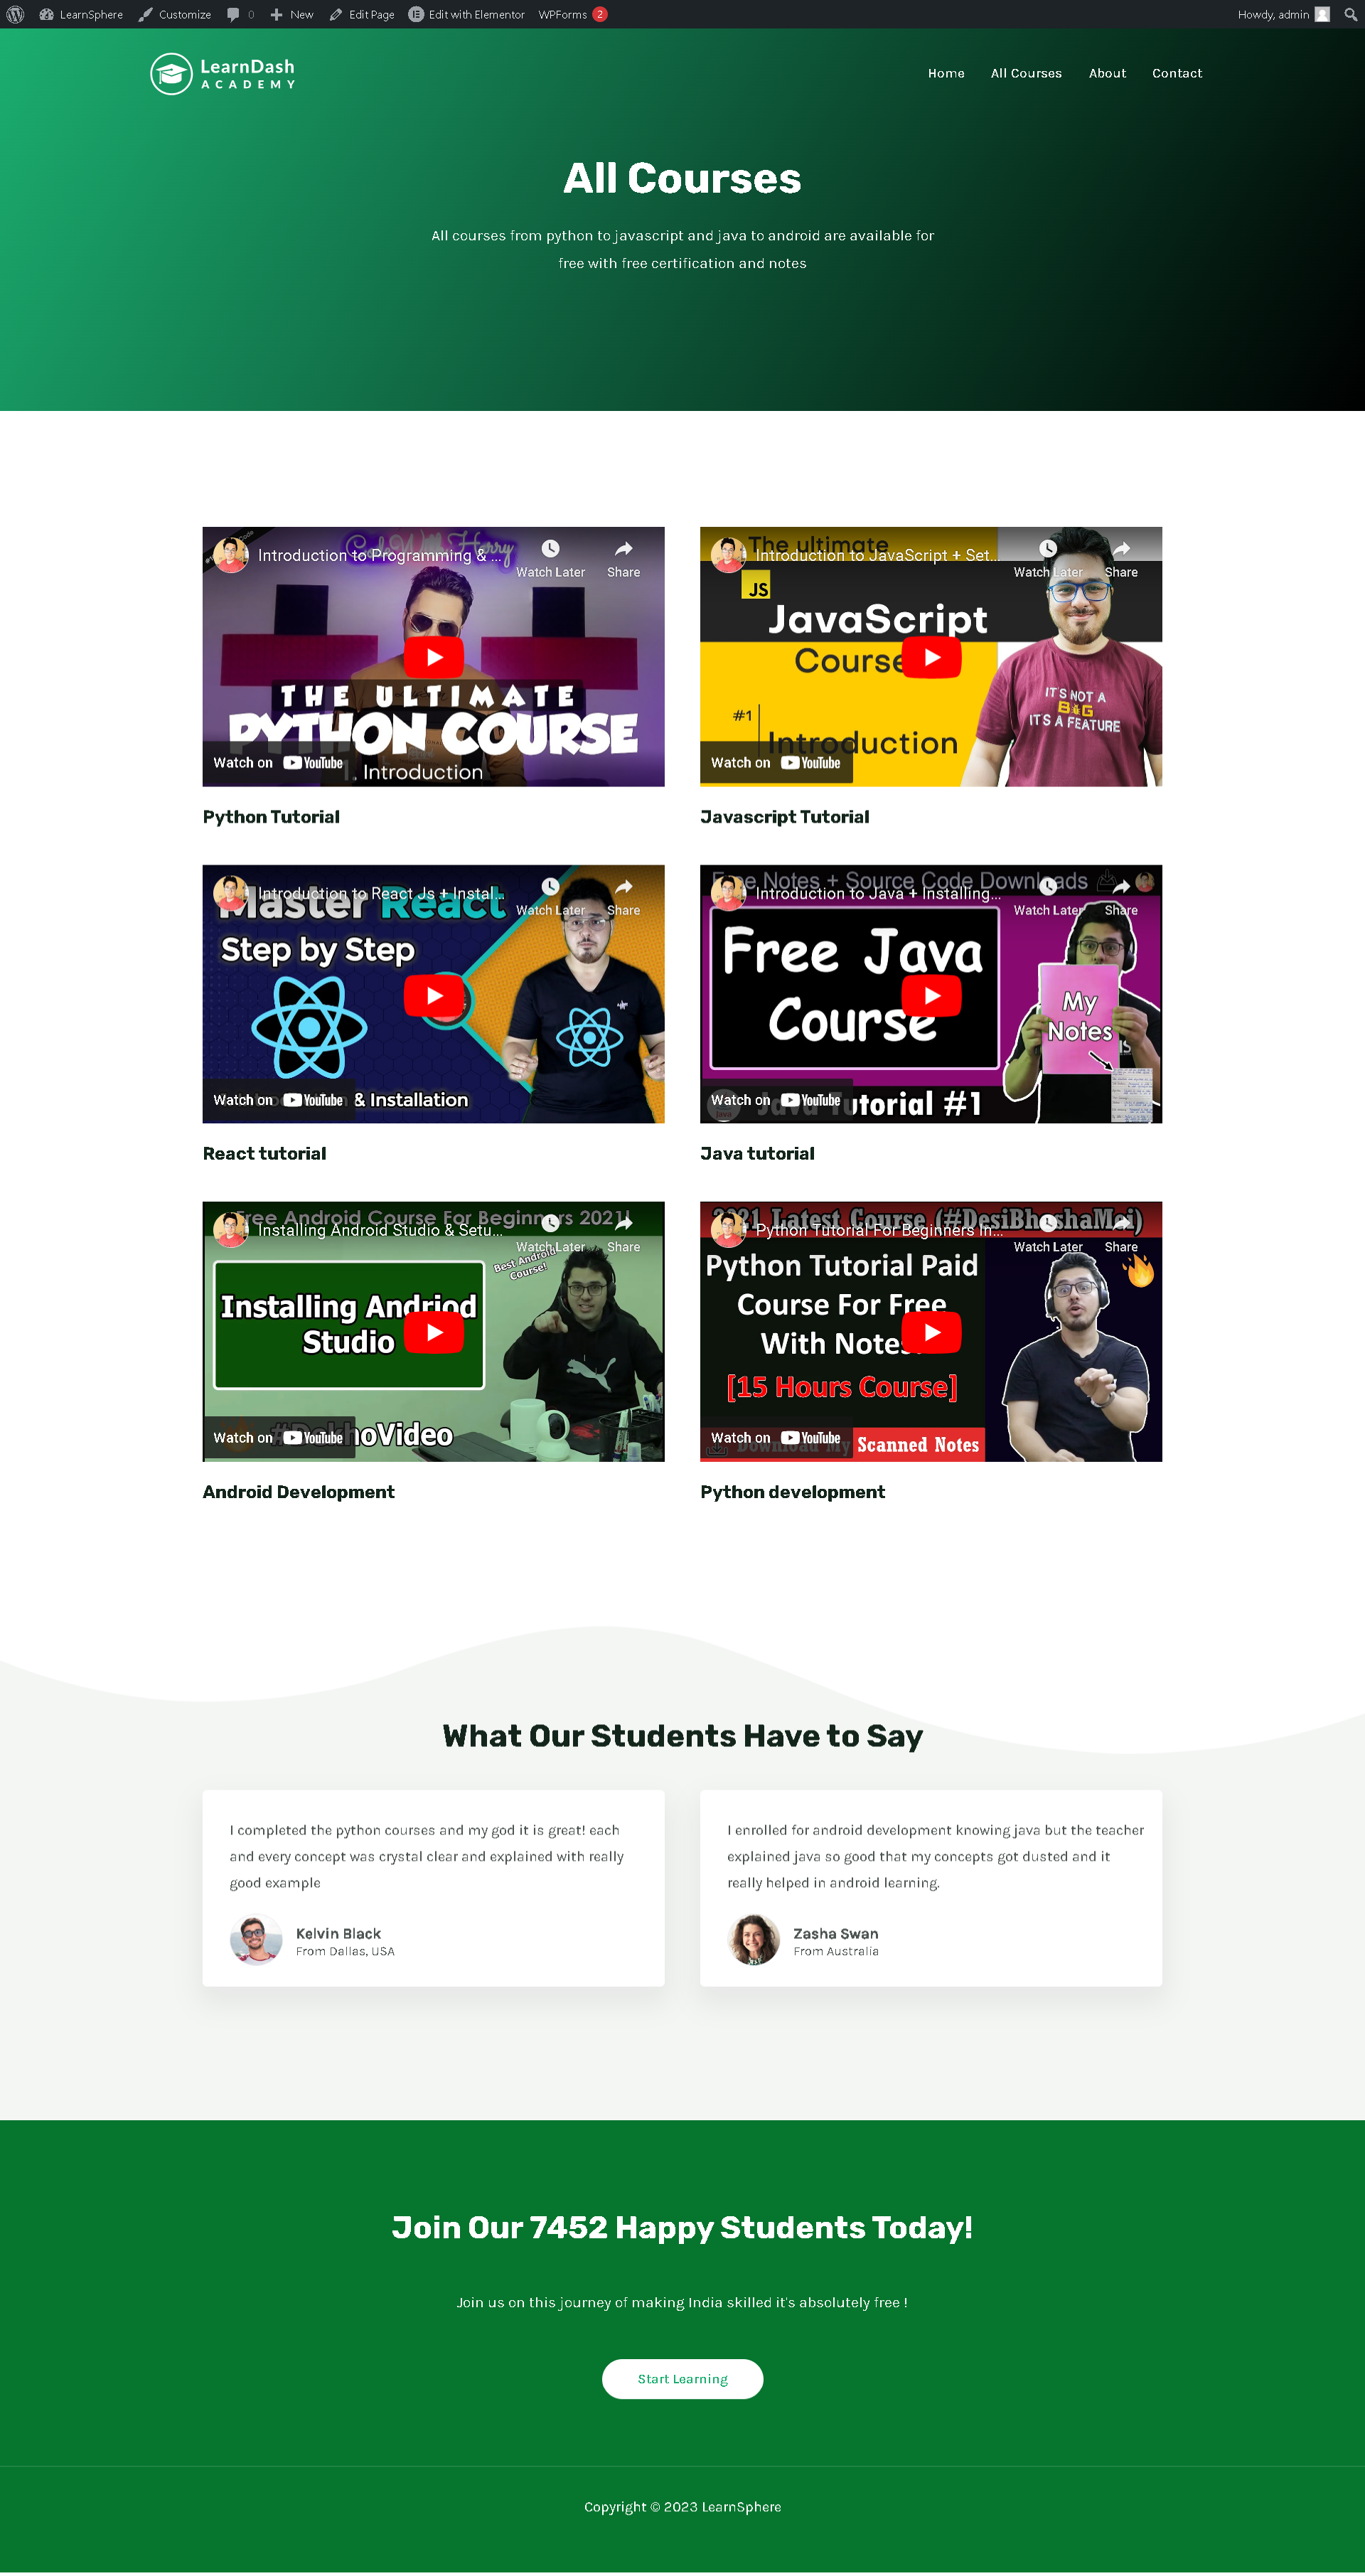 LearnSphere Customize 0 New Edit Page Edit with Elementor WPForms 2 Howdy, admin
LearnDash
ACADEMY
Home All Courses About Contact
All Courses
All courses from python to javascript and java to android are available for
free with free certification and notes
Introduction to Programming & ...
Watch Later Share
THE ULTIMATE
PYTHON COURSE
Watch on YouTube
1. Introduction
Python Tutorial
The ultimate
Introduction to JavaScript + Set...
Watch Later Share
JS
JavaScript
Course
IT'S NOT A
BUG
IT'S A FEATURE
#1
Introduction
Watch on YouTube
Javascript Tutorial
Master React
Introduction to React Js + Instal...
Watch Later Share
Step by Step
Watch on YouTube
& Installation
React tutorial
Free Notes + Source Code Downloads
Introduction to Java + Installing...
Watch Later Share
Free Java
Course
My
Notes
Watch on YouTube
Java Tutorial #1
Java tutorial
Free Android Course For Beginners 2021!
Installing Android Studio & Setu...
Watch Later Share
Best Android
Course!
Installing Andriod
Studio
Watch on YouTube
#DekhoVideo
Android Development
2021 Latest Course (#DesiBhashaMei)
Python Tutorial For Beginners In...
Watch Later Share
Python Tutorial Paid
Course For Free
With Notes
[15 Hours Course]
Watch on YouTube
Download My Scanned Notes
Python development
What Our Students Have to Say
I completed the python courses and my god it is great! each
and every concept was crystal clear and explained with really
good example
Kelvin Black
From Dallas, USA
I enrolled for android development knowing java but the teacher
explained java so good that my concepts got dusted and it
really helped in android learning.
Zasha Swan
From Australia
Join Our 7452 Happy Students Today!
Join us on this journey of making India skilled it's absolutely free !
Start Learning
Copyright © 2023 LearnSphere